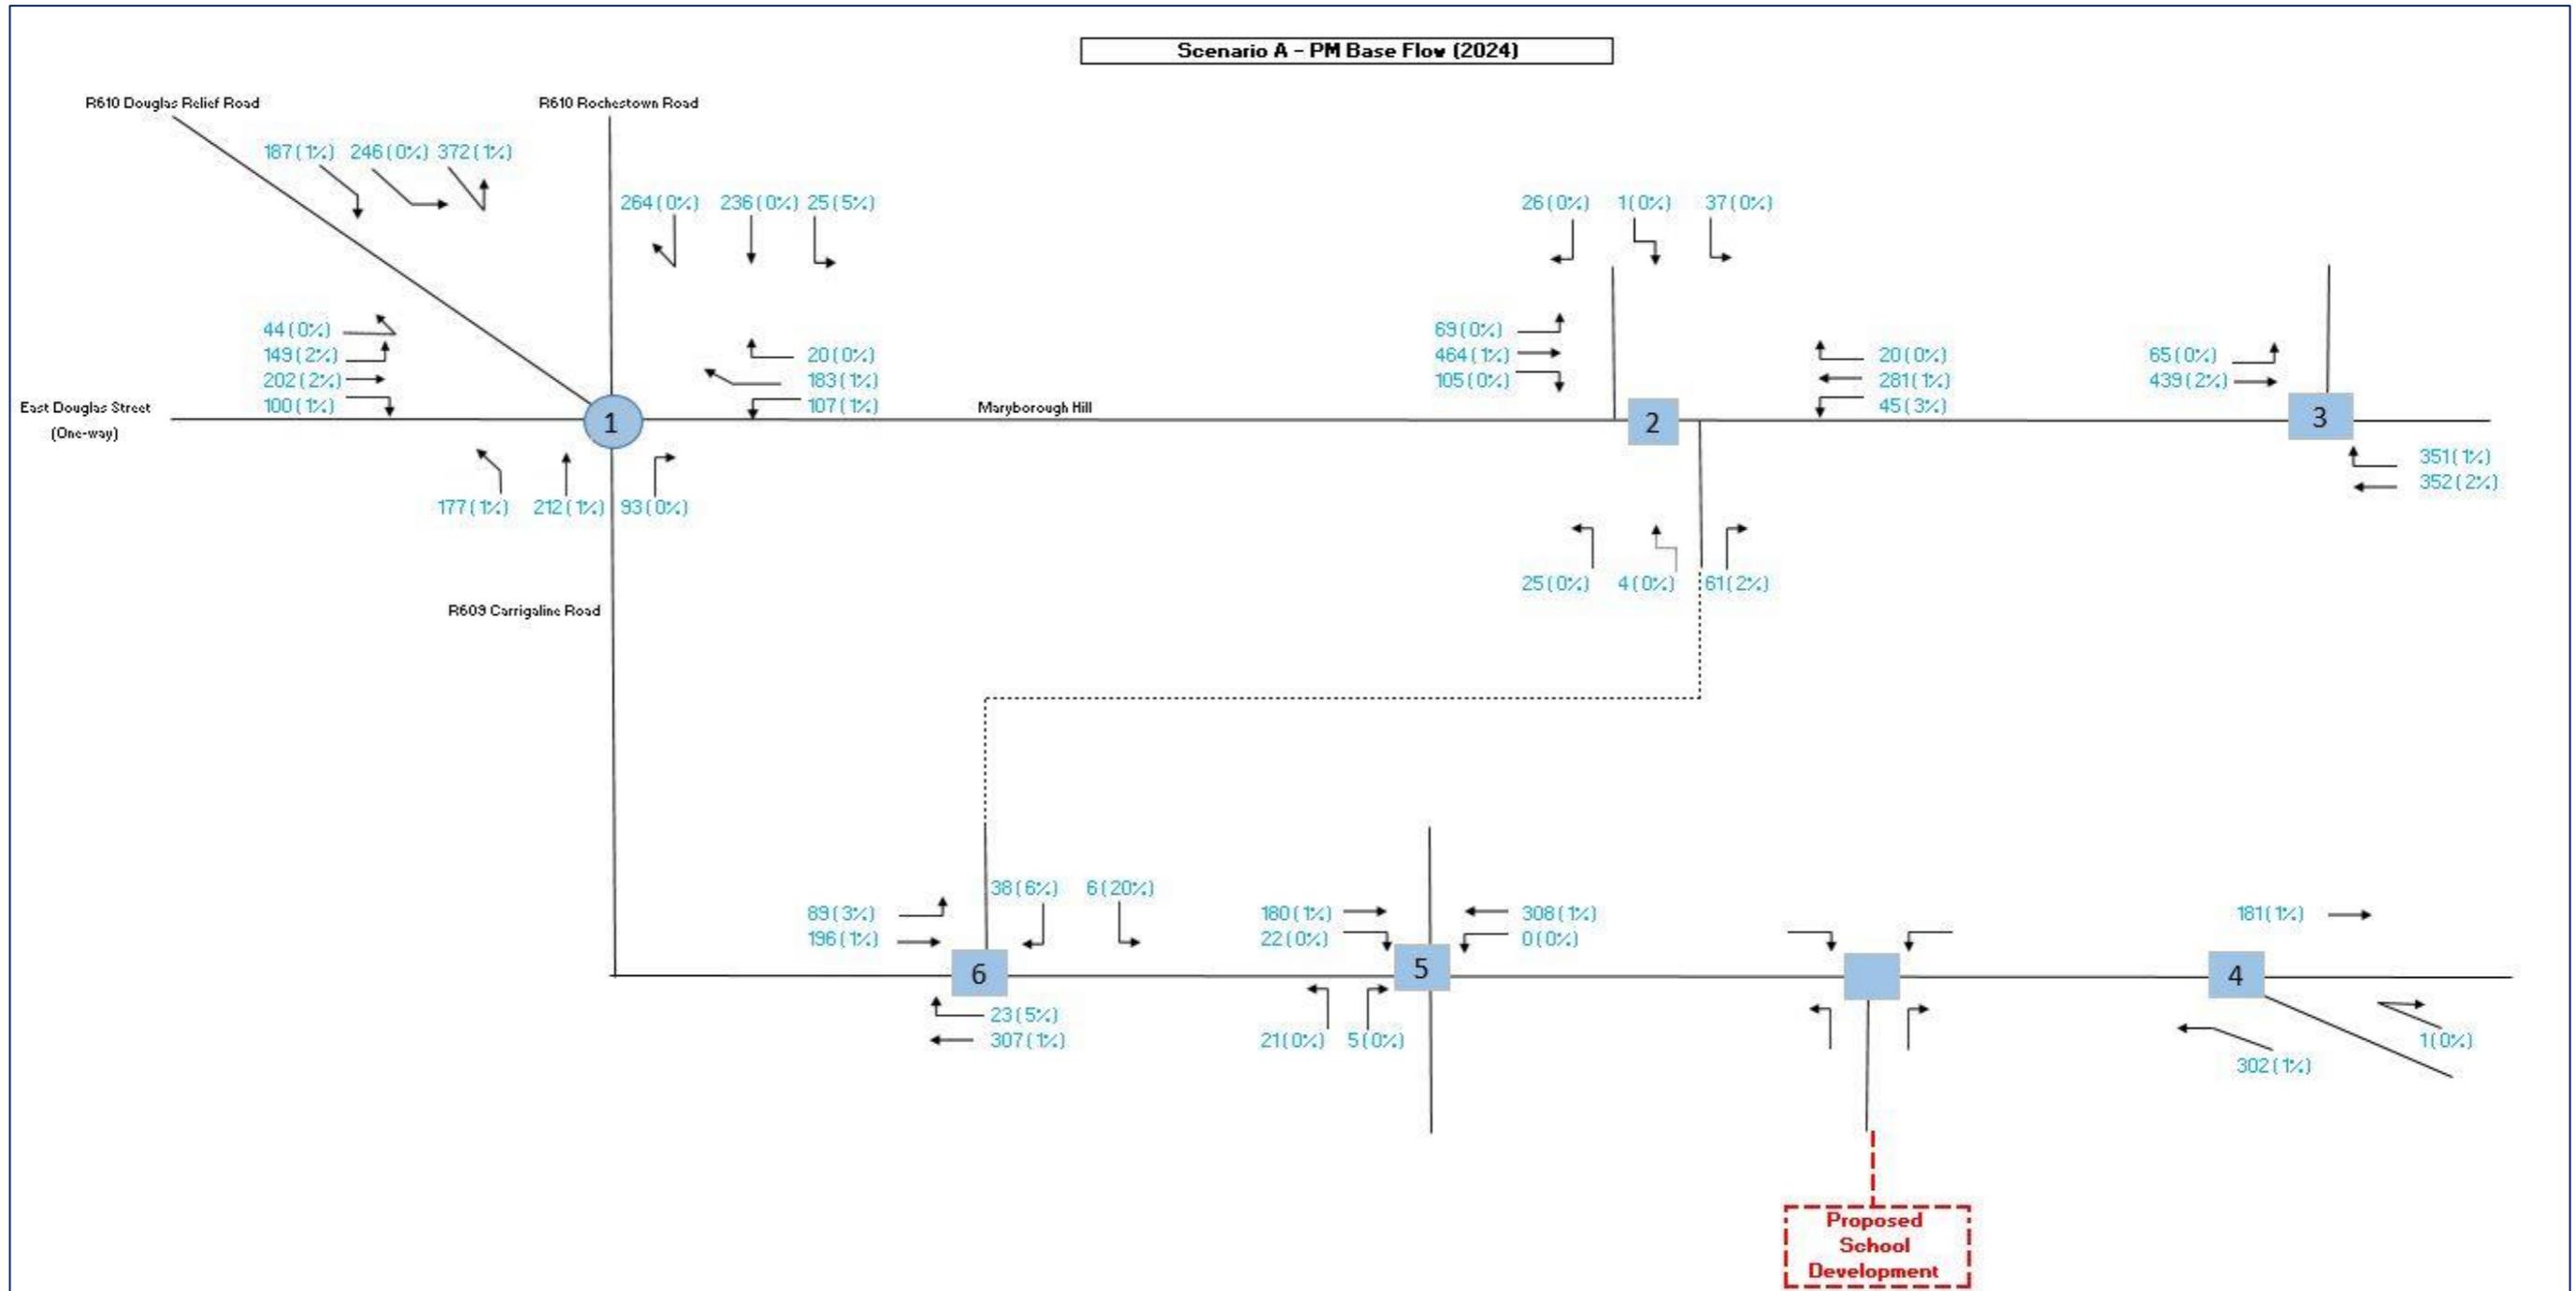 Scenario A - PM Base Flow (2024)
R610 Douglas Relief Road
R610 Rochestown Road
187(1%) 246(0%) 372(1%)
264(0%) 236(0%) 25(5%)
26(0%) 1(0%) 37(0%)
44(0%)
149(2%)
202(2%)
100(1%)
20(0%)
183(1%)
107(1%)
69(0%)
464(1%)
105(0%)
20(0%)
281(1%)
45(3%)
65(0%)
439(2%)
East Douglas Street
(One-way)
1
Maryborough Hill
2
3
351(1%)
352(2%)
177(1%) 212(1%) 93(0%)
25(0%) 4(0%) 61(2%)
R609 Carrigaline Road
38(6%) 6(20%)
89(3%)
196(1%)
180(1%)
22(0%)
308(1%)
0(0%)
181(1%)
6
5
4
23(5%)
307(1%)
21(0%) 5(0%)
1(0%)
302(1%)
Proposed
School
Development